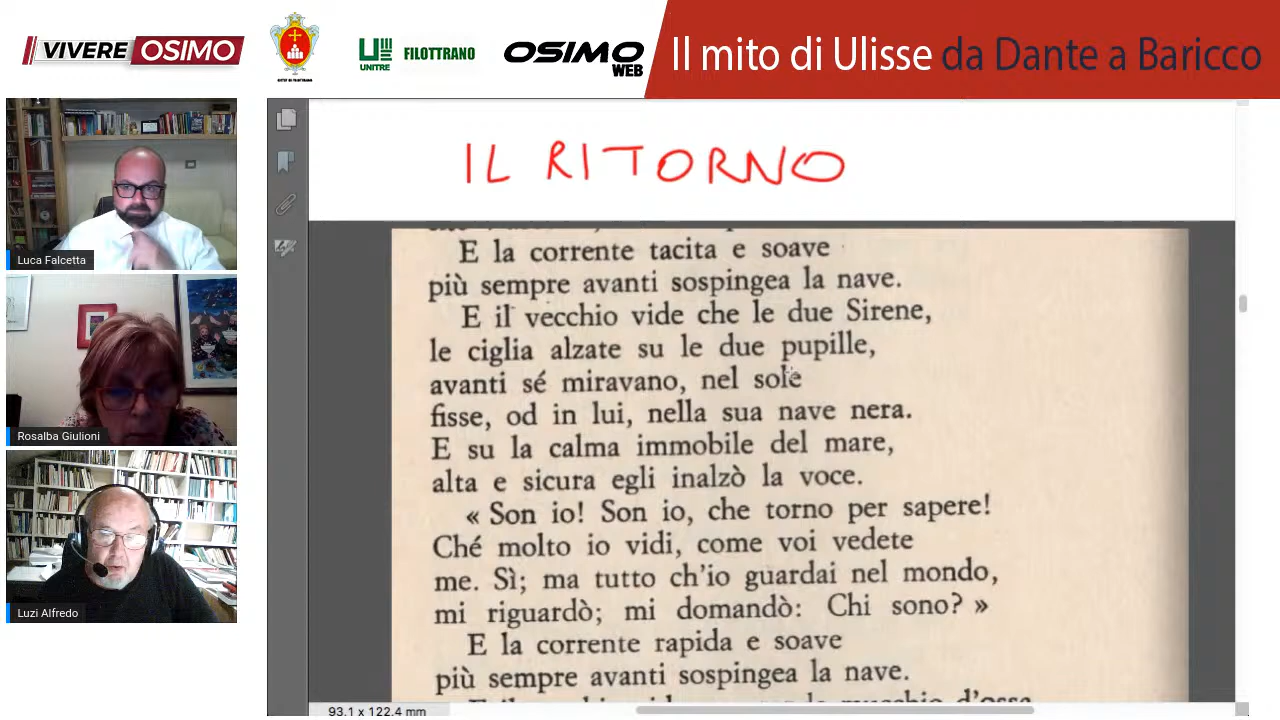 VIVERE OSIMO
UNITRE
FILOTTRANO
OSIMO
WEB
Il mito di Ulisse da Dante a Baricco
Luca Falcetta
Rosalba Giulioni
Luzi Alfredo
IL RITORNO
E la corrente tacita e soave
più sempre avanti sospingea la nave.
E il vecchio vide che le due Sirene,
le ciglia alzate su le due pupille,
avanti sé miravano, nel sole
fisse, od in lui, nella sua nave nera.
E su la calma immobile del mare,
alta e sicura egli inalzò la voce.
« Son io! Son io, che torno per sapere!
Ché molto io vidi, come voi vedete
me. Sì; ma tutto ch'io guardai nel mondo,
mi riguardò; mi domandò: Chi sono? »
E la corrente rapida e soave
più sempre avanti sospingea la nave.
d'osse
93,1 x 122,4 mm